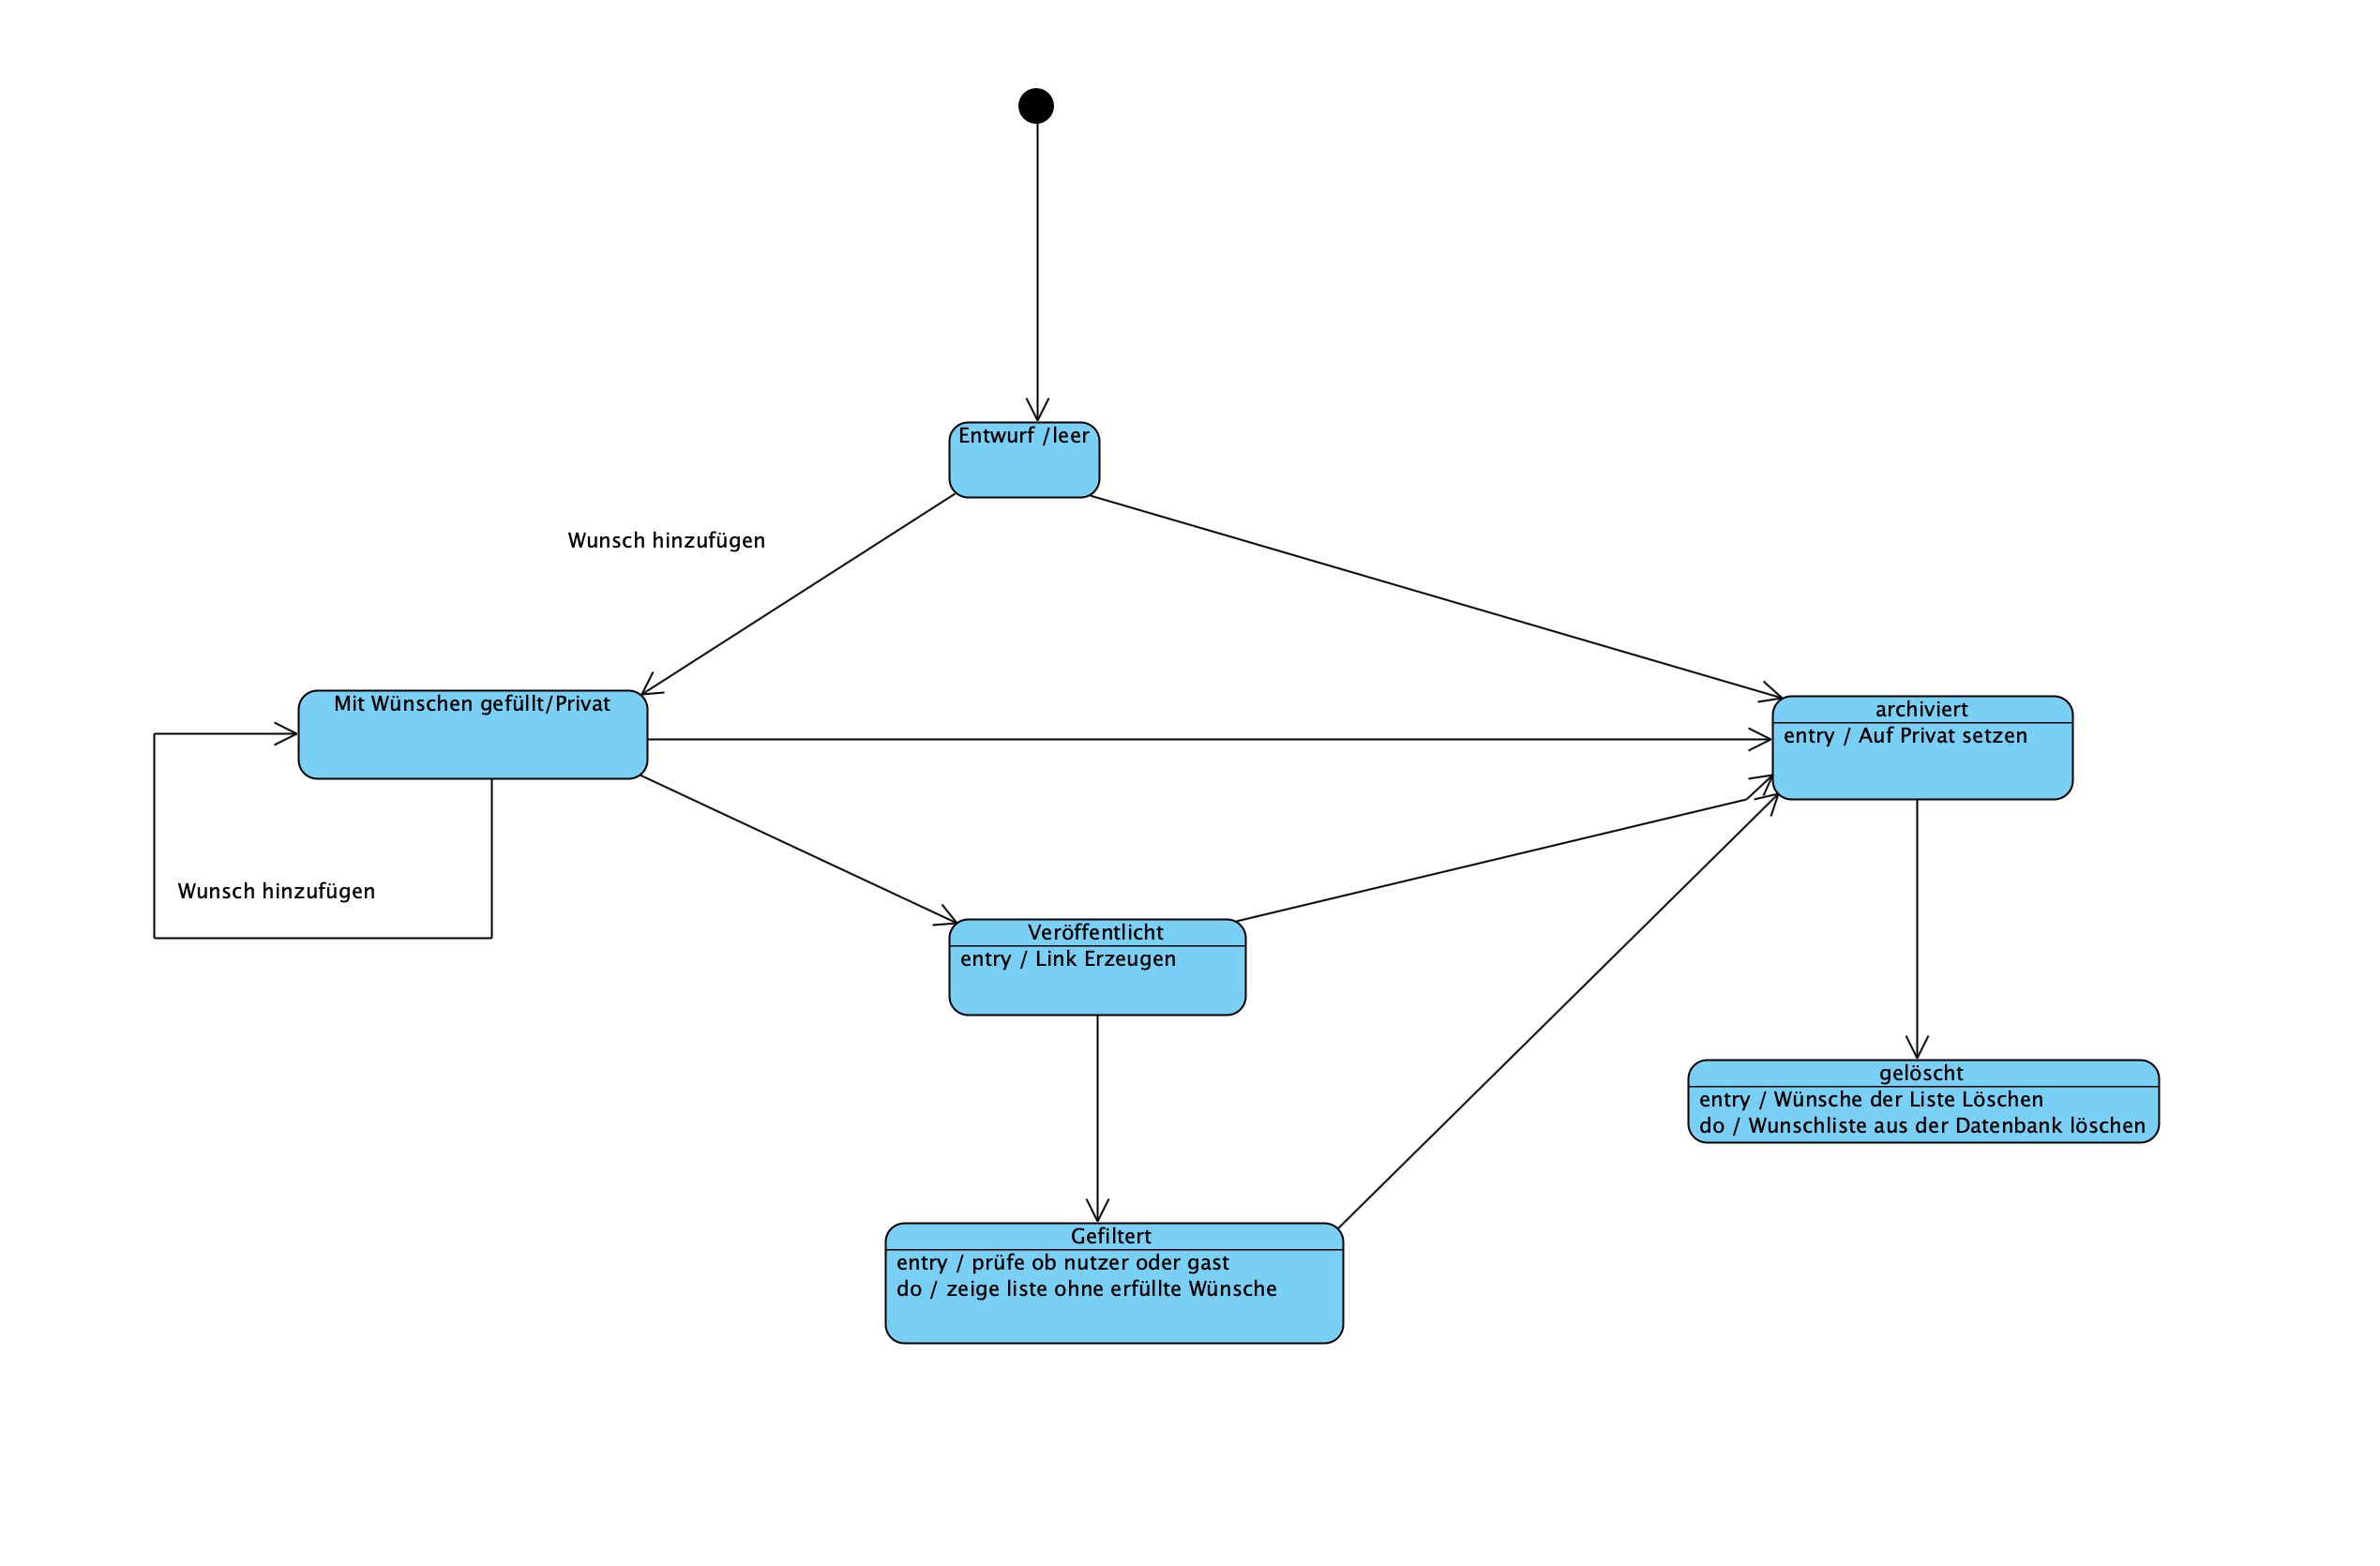 Entwurf /leer
Wunsch hinzufügen
Mit Wünschen gefüllt/Privat
archiviert
entry / Auf Privat setzen
Wunsch hinzufügen
Veröffentlicht
entry / Link Erzeugen
gelöscht
entry / Wünsche der Liste Löschen
do / Wunschliste aus der Datenbank löschen
Gefiltert
entry / prüfe ob nutzer oder gast
do / zeige liste ohne erfüllte Wünsche